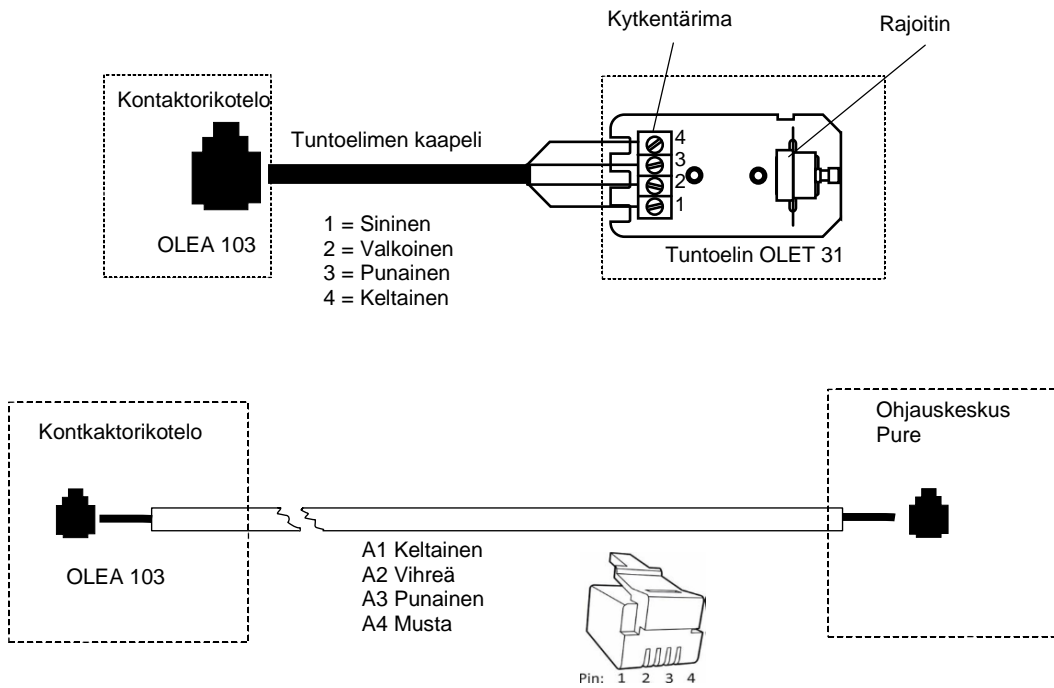 Kytkentärima
Rajoitin
Kontaktorikotelo
Tuntoelimen kaapeli
4
3
2
1
OLEA 103
1 = Sininen
2 = Valkoinen
3 = Punainen
4 = Keltainen
Tuntoelin OLET 31
Kontkaktorikotelo
Ohjauskeskus
Pure
OLEA 103
A1 Keltainen
A2 Vihreä
A3 Punainen
A4 Musta
Pin: 1 2 3 4